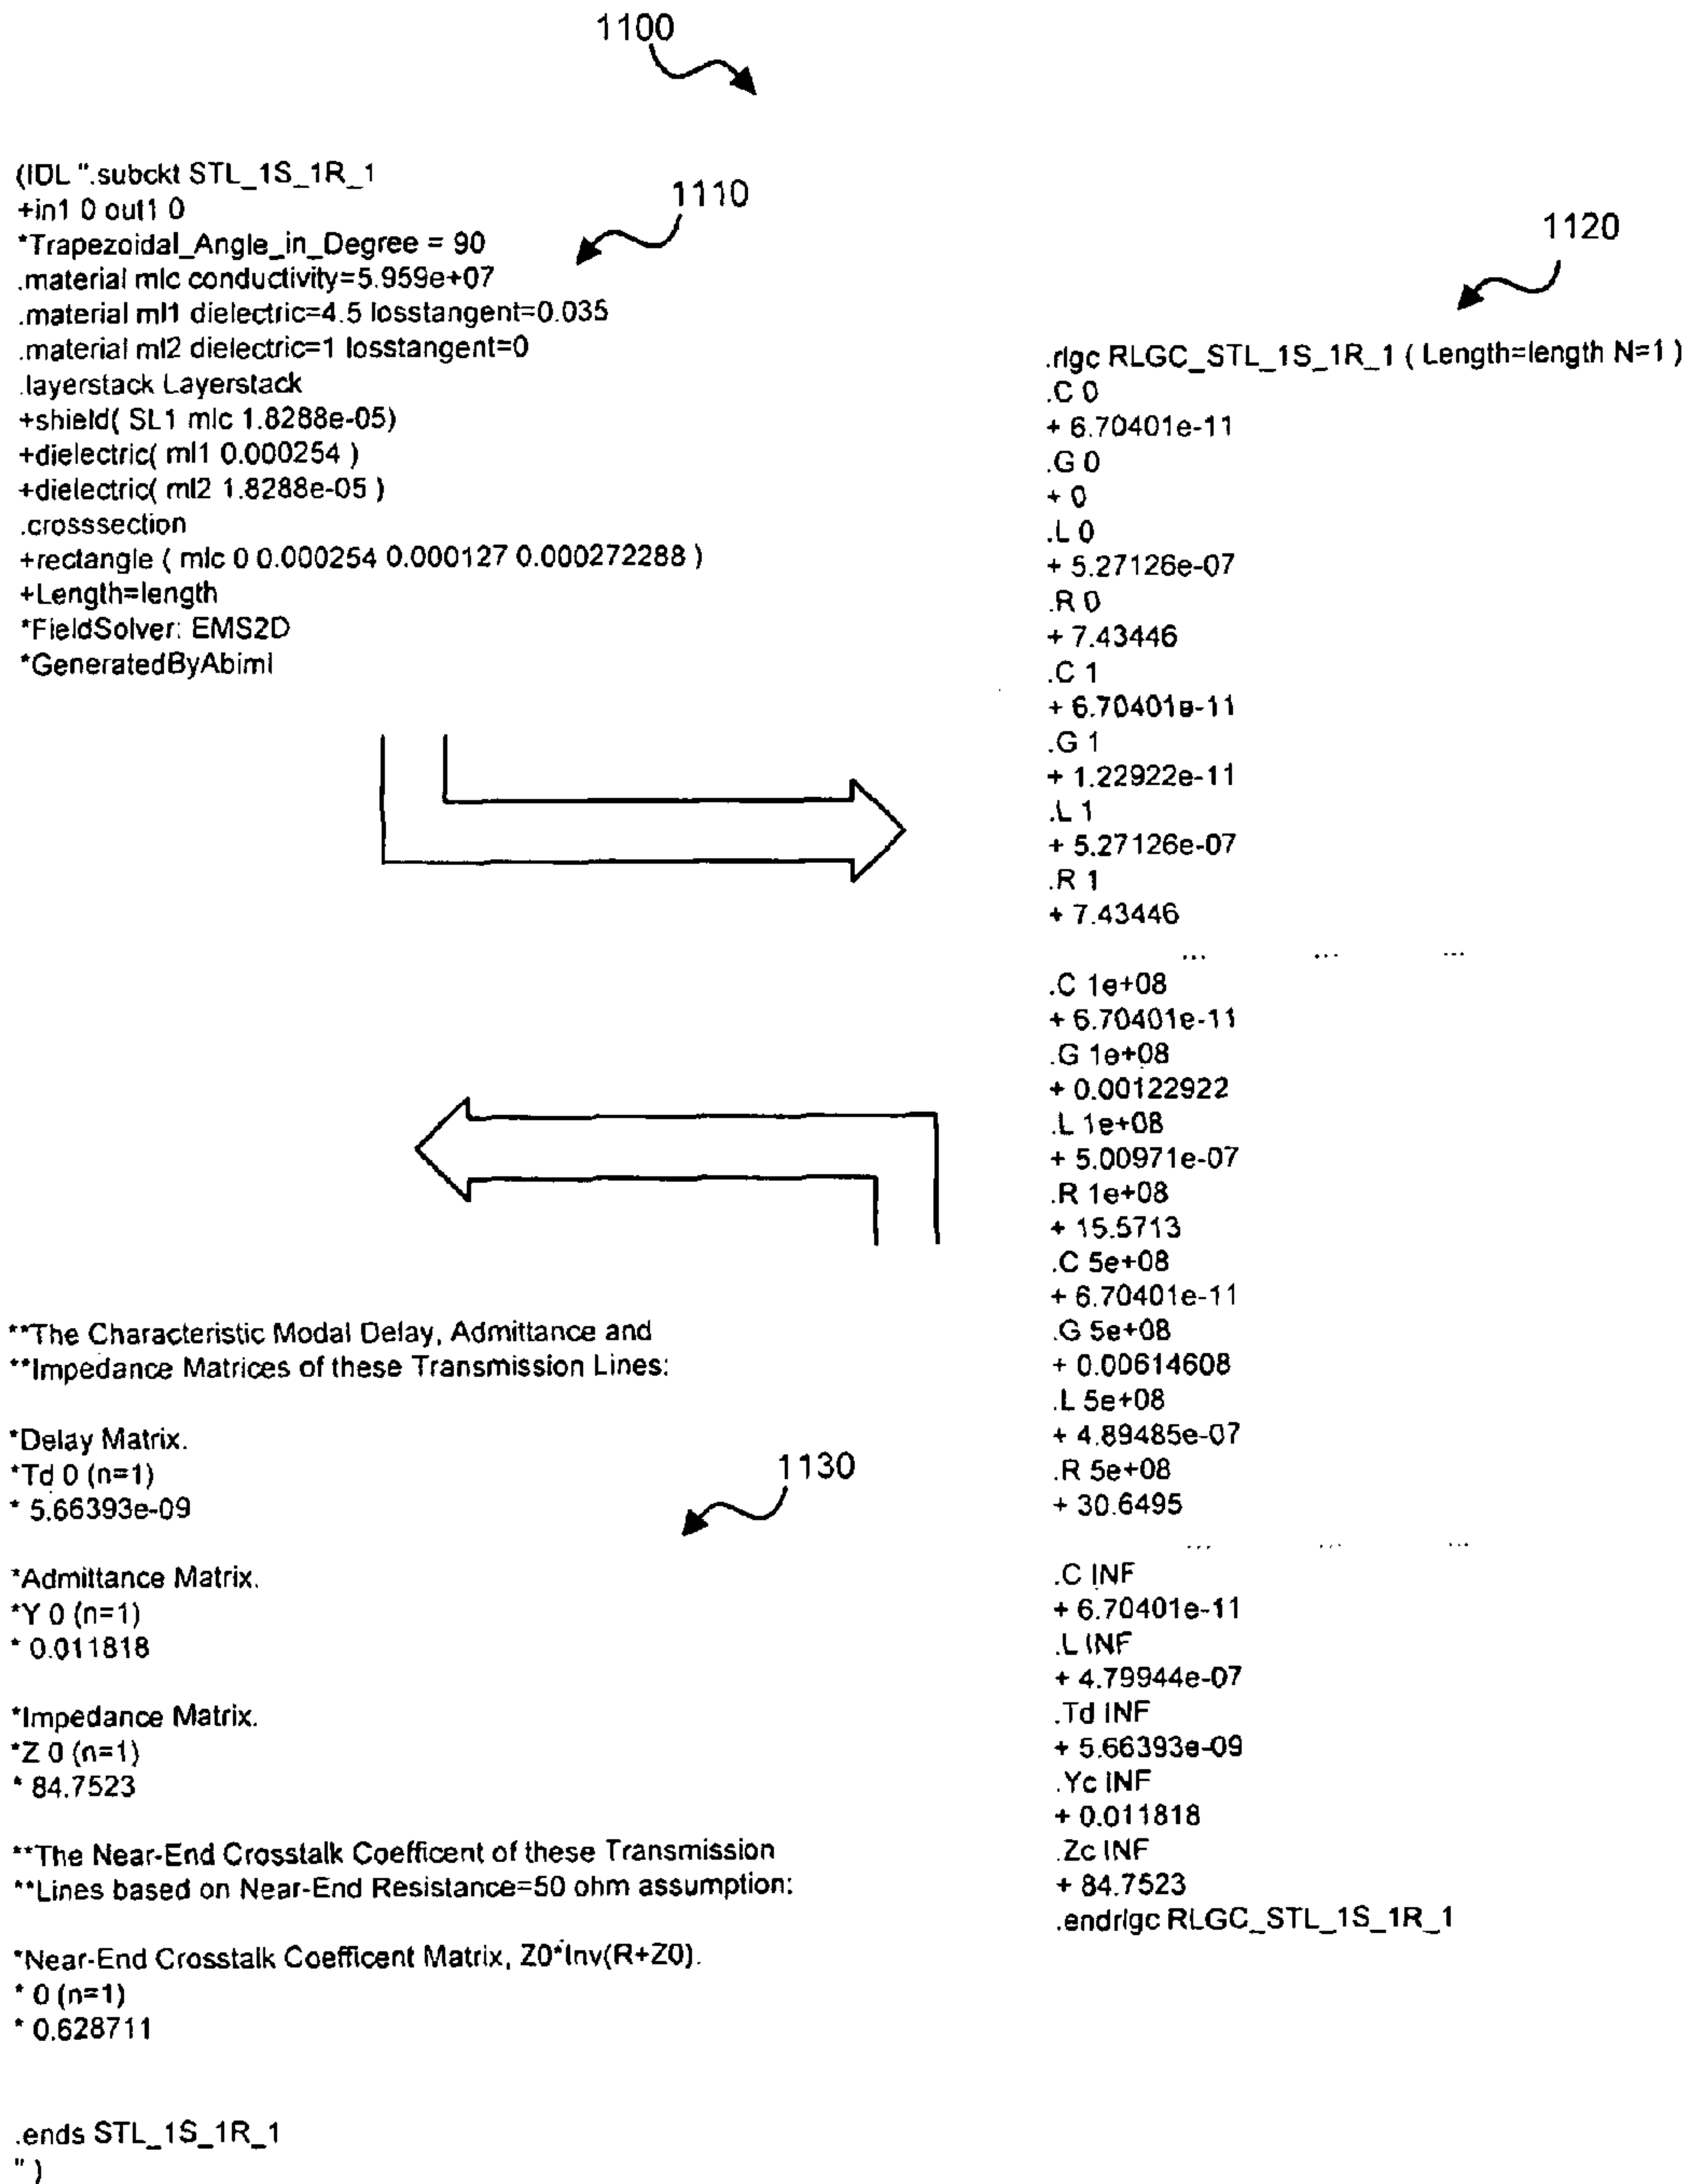 1100
(IDL ".subckt STL_1S_1R_1
+in1 0 out1 0
*Trapezoidal_Angle_in_Degree = 90
.material mlc conductivity=5.959e+07
.material ml1 dielectric=4.5 losstangent=0.035
.material ml2 dielectric=1 losstangent=0
.layerstack Layerstack
+shield( SL1 mlc 1.8288e-05)
+dielectric( ml1 0.000254 )
+dielectric( ml2 1.8288e-05 )
.crosssection
+rectangle ( mlc 0 0.000254 0.000127 0.000272288 )
+Length=length
*FieldSolver: EMS2D
*GeneratedByAbiml
1110
1120
.rlgc RLGC_STL_1S_1R_1 ( Length=length N=1 )
.C 0
+ 6.70401e-11
.G 0
+ 0
.L 0
+ 5.27126e-07
.R 0
+ 7.43446
.C 1
+ 6.70401e-11
.G 1
+ 1.22922e-11
.L 1
+ 5.27126e-07
.R 1
+ 7.43446
... ... ...
.C 1e+08
+ 6.70401e-11
.G 1e+08
+ 0.00122922
.L 1e+08
+ 5.00971e-07
.R 1e+08
+ 15.5713
.C 5e+08
+ 6.70401e-11
.G 5e+08
+ 0.00614608
.L 5e+08
+ 4.89485e-07
.R 5e+08
+ 30.6495
... ... ...
.C INF
+ 6.70401e-11
.L INF
+ 4.79944e-07
.Td INF
+ 5.66393e-09
.Yc INF
+ 0.011818
.Zc INF
+ 84.7523
.endrlgc RLGC_STL_1S_1R_1
**The Characteristic Modal Delay, Admittance and
**Impedance Matrices of these Transmission Lines:
*Delay Matrix.
*Td 0 (n=1)
* 5.66393e-09
1130
*Admittance Matrix.
*Y 0 (n=1)
* 0.011818
*Impedance Matrix.
*Z 0 (n=1)
* 84.7523
**The Near-End Crosstalk Coefficent of these Transmission
**Lines based on Near-End Resistance=50 ohm assumption:
*Near-End Crosstalk Coefficent Matrix, Z0*Inv(R+Z0).
* 0 (n=1)
* 0.628711
.ends STL_1S_1R_1
" )